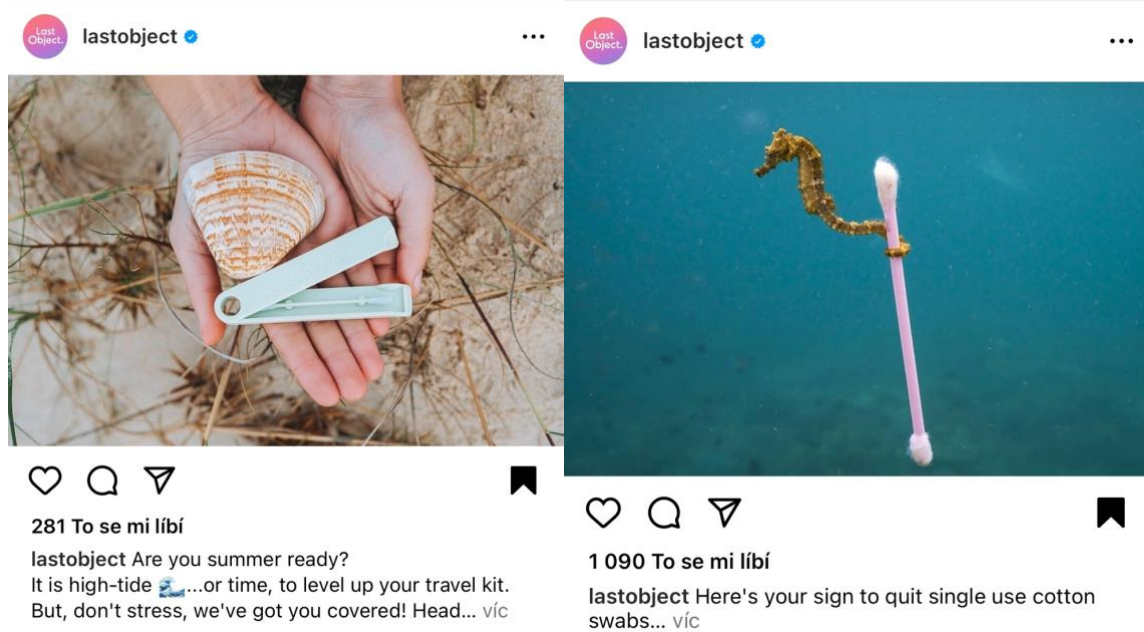 Last
Object.
lastobject
281 To se mi líbí
lastobject Are you summer ready?
It is high-tide 🌊...or time, to level up your travel kit.
But, don't stress, we've got you covered! Head... víc
Last
Object.
lastobject
1 090 To se mi líbí
lastobject Here's your sign to quit single use cotton
swabs... víc